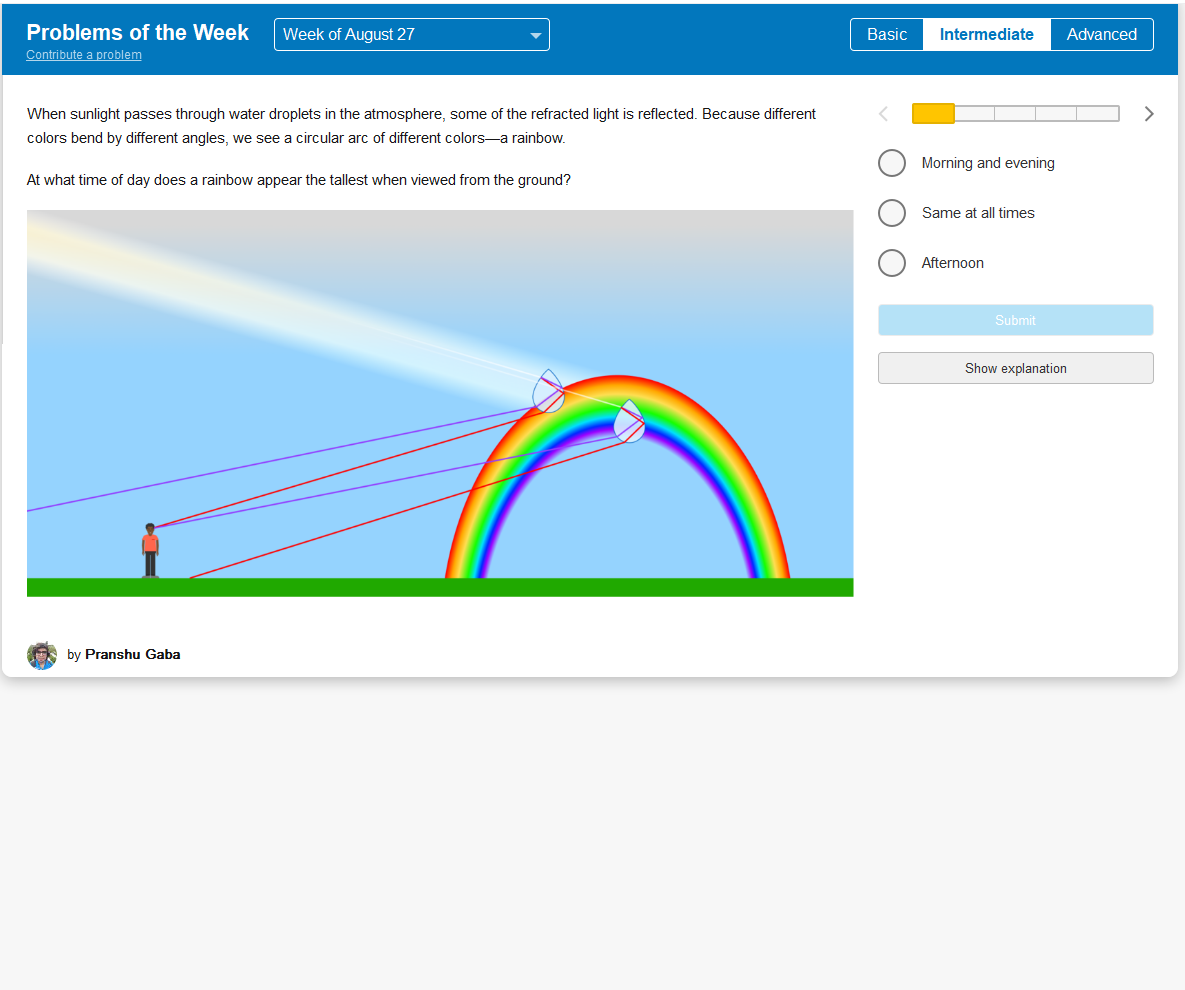 Problems of the Week
Contribute a problem
Week of August 27
Basic
Intermediate
Advanced
When sunlight passes through water droplets in the atmosphere, some of the refracted light is reflected. Because different
colors bend by different angles, we see a circular arc of different colors—a rainbow.
At what time of day does a rainbow appear the tallest when viewed from the ground?
Morning and evening
Same at all times
Afternoon
Submit
Show explanation
by Pranshu Gaba